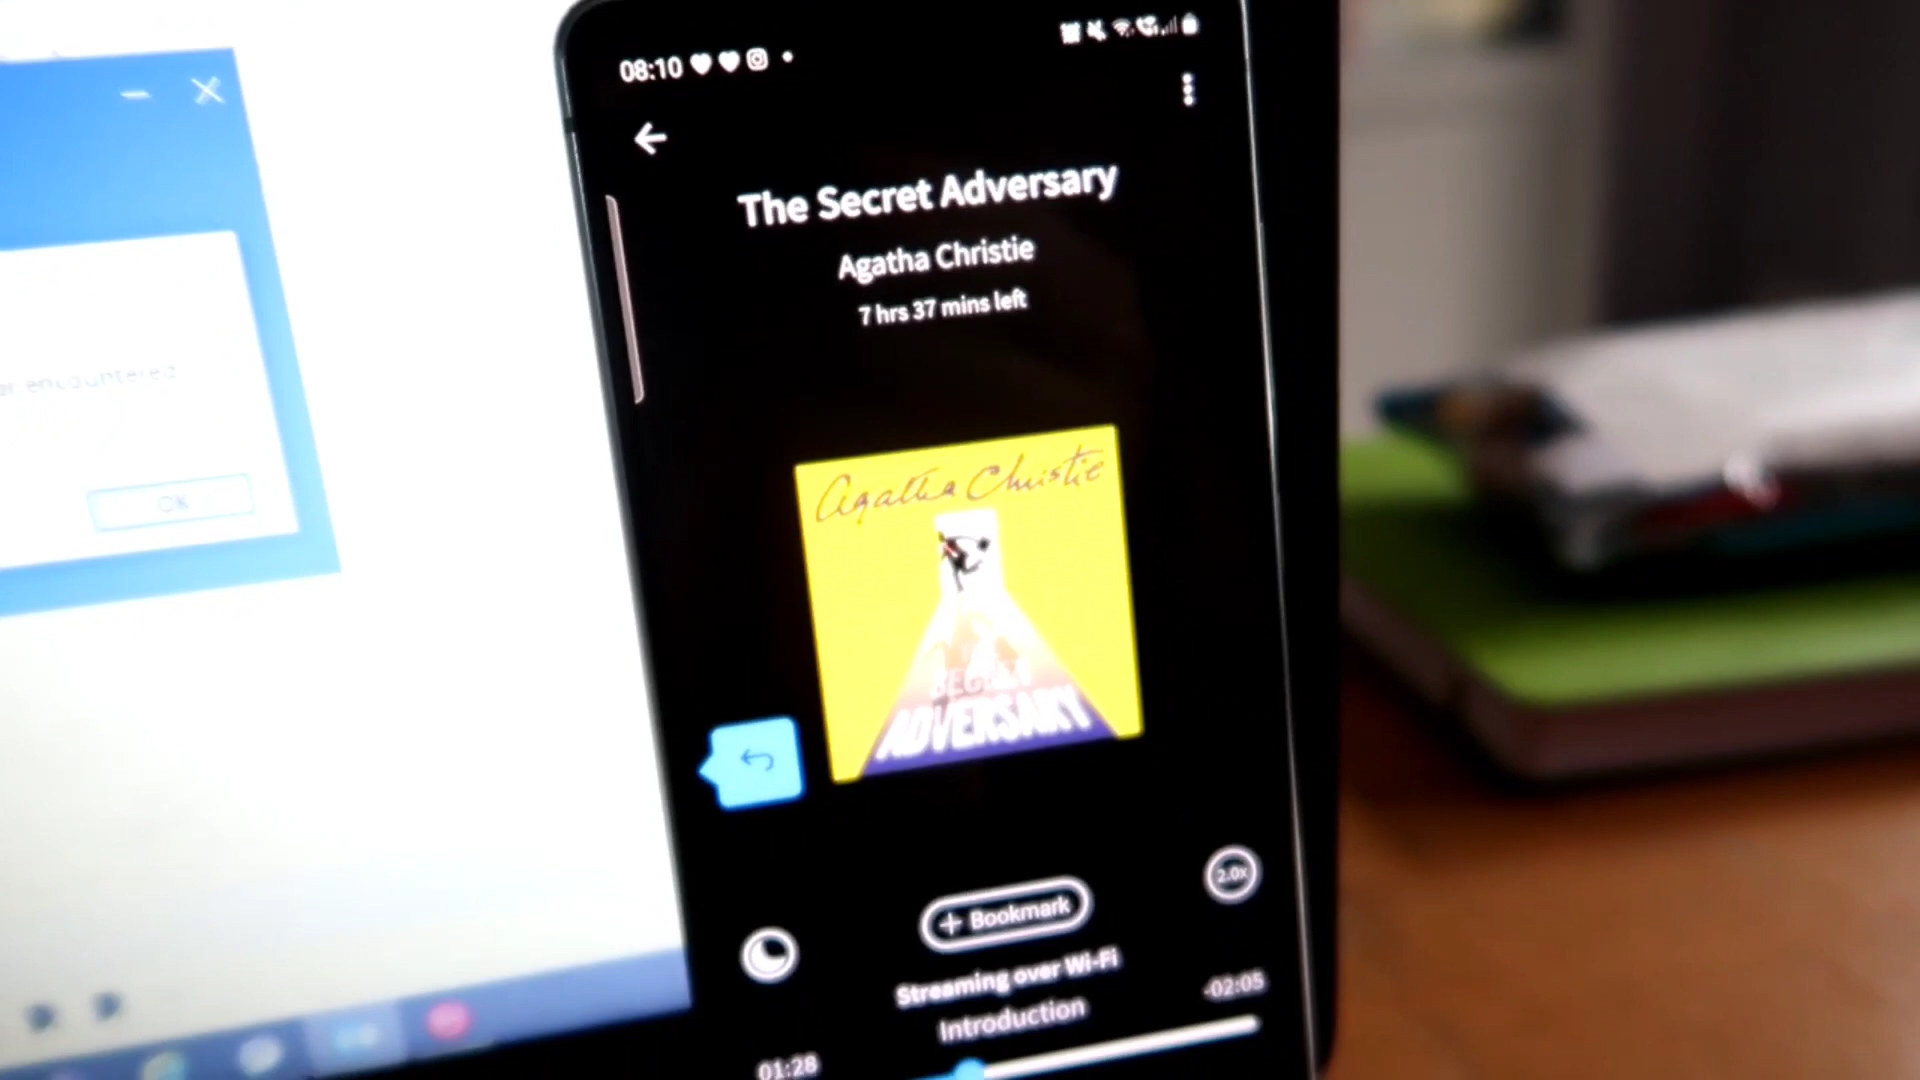 08:10
The Secret Adversary
Agatha Christie
7 hrs 37 mins left
encountered
OK
Agatha Christie
ADVERSARY
2.0x
+ Bookmark
Streaming over Wi-Fi
-02:05
Introduction
01:28